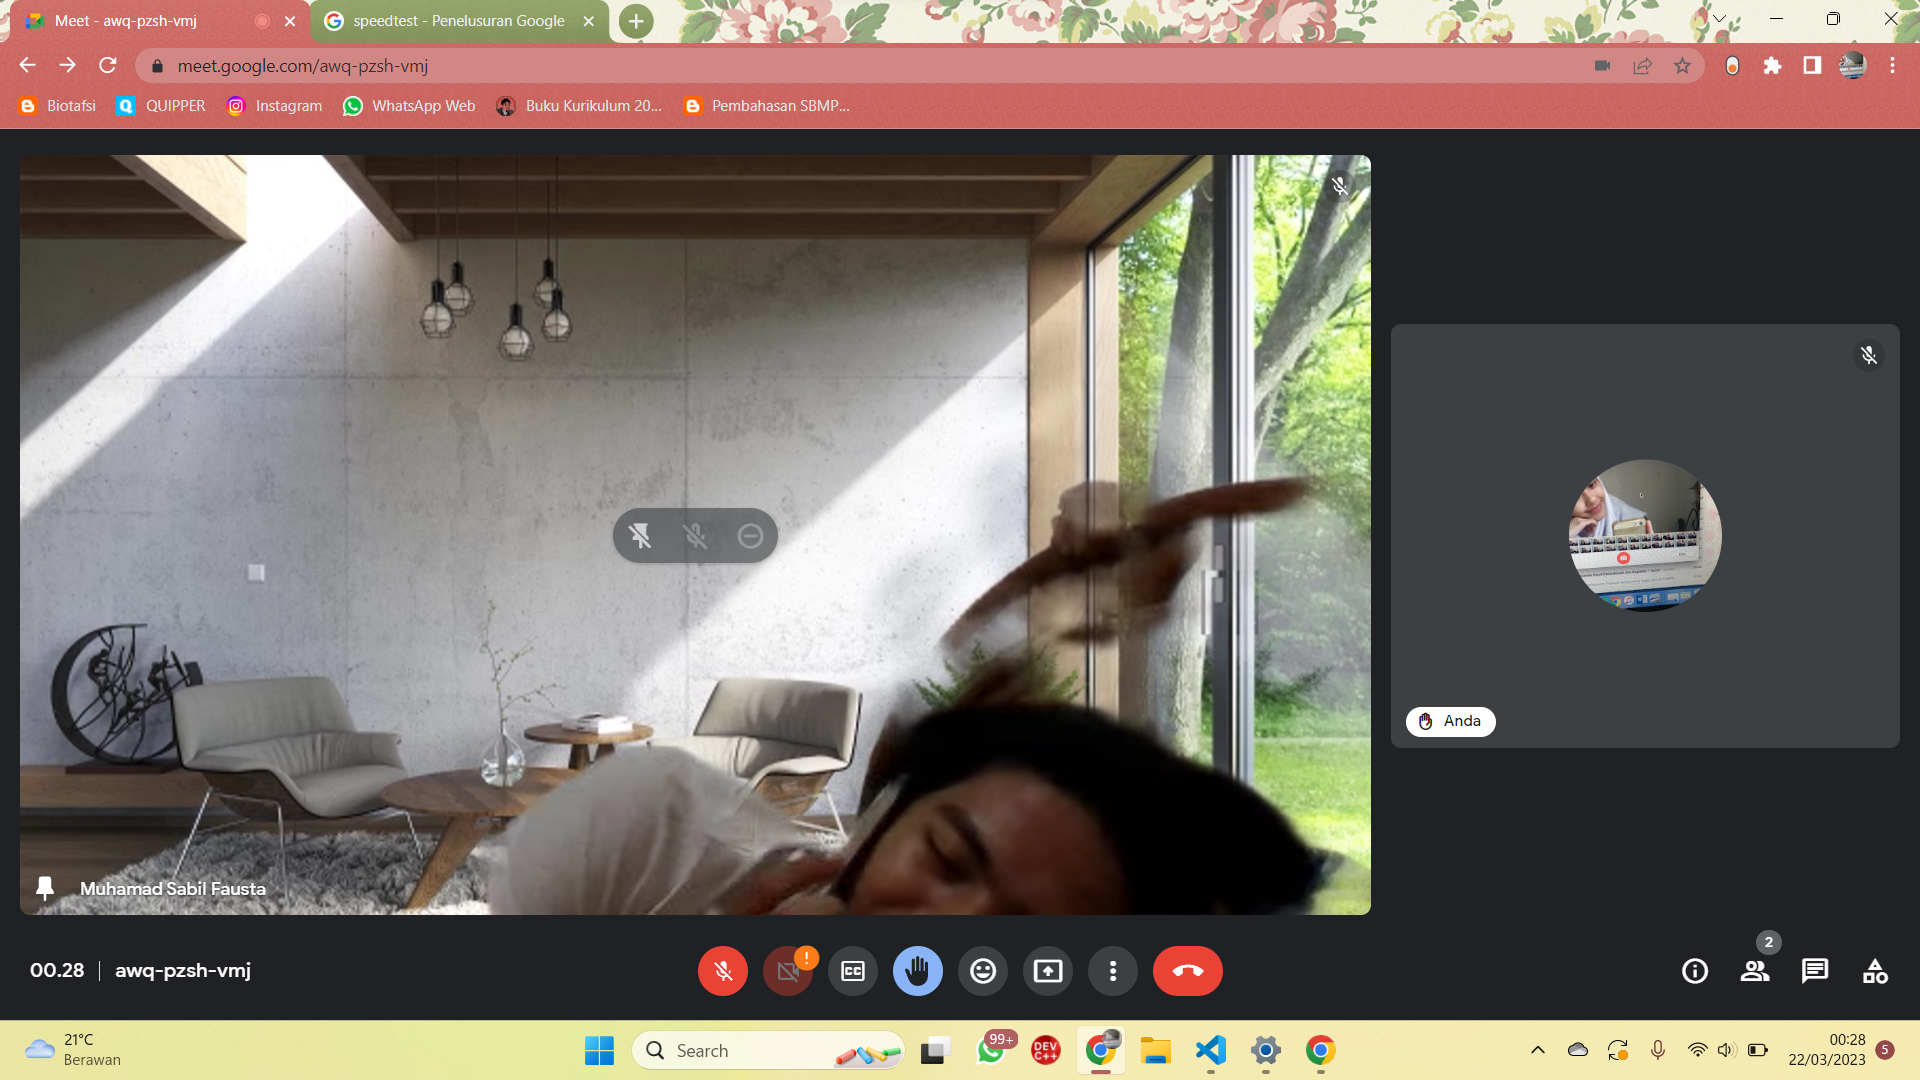 Meet - awq-pzsh-vmj
speedtest - Penelusuran Google
meet.google.com/awq-pzsh-vmj
Biotafsi
QUIPPER
Instagram
WhatsApp Web
Buku Kurikulum 20...
Pembahasan SBMP...
Anda
Muhamad Sabil Fausta
00.28
awq-pzsh-vmj
CC
!
2
21°C
Berawan
Search
99+
DEV
C++
00:28
22/03/2023
5